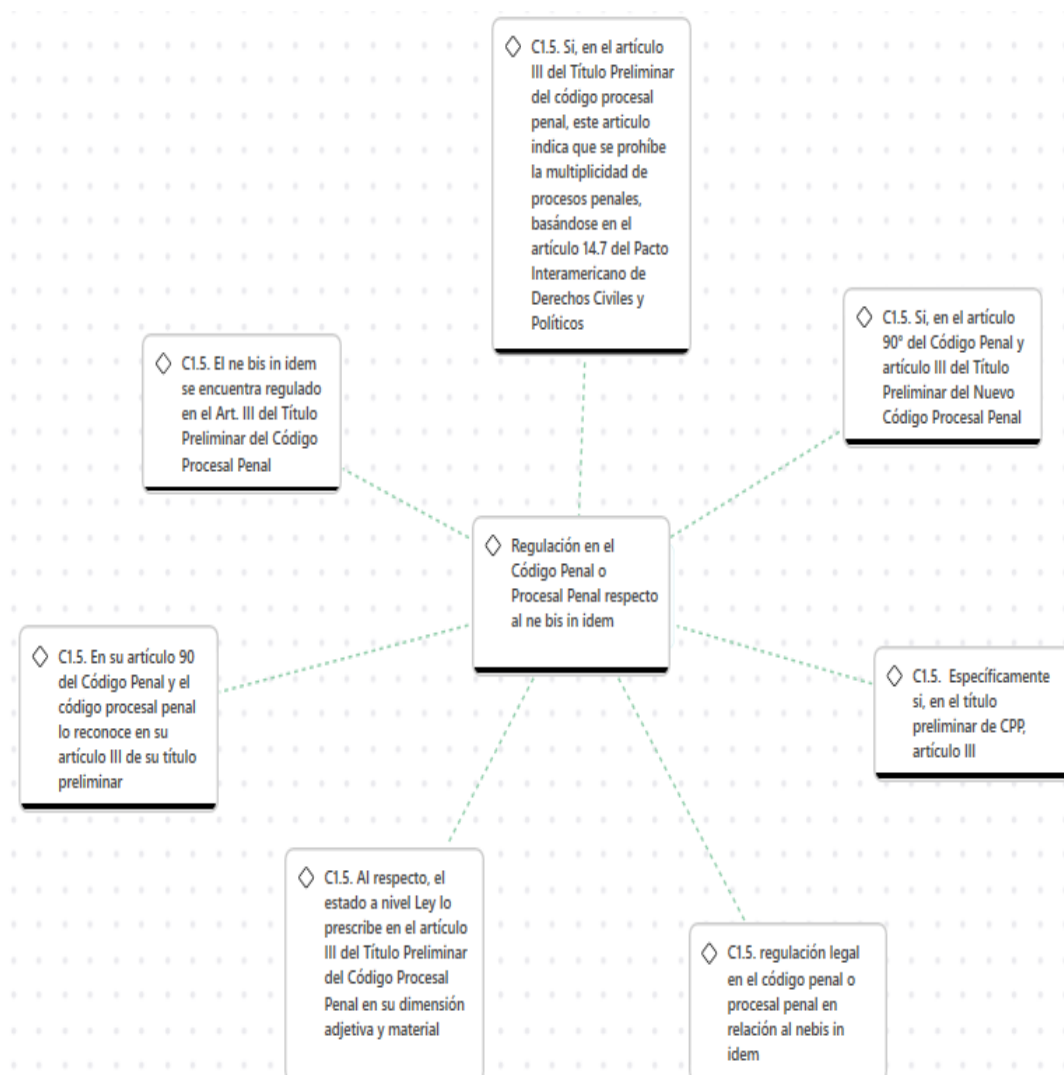 C1.5. Si, en el artículo
III del Título Preliminar
del código procesal
penal, este articulo
indica que se prohíbe
la multiplicidad de
procesos penales,
basándose en el
artículo 14.7 del Pacto
Interamericano de
Derechos Civiles y
Políticos
C1.5. Si, en el artículo
90° del Código Penal y
artículo III del Título
Preliminar del Nuevo
Código Procesal Penal
C1.5. El ne bis in idem
se encuentra regulado
en el Art. III del Título
Preliminar del Código
Procesal Penal
Regulación en el
Código Penal o
Procesal Penal respecto
al ne bis in idem
C1.5. En su artículo 90
del Código Penal y el
código procesal penal
lo reconoce en su
artículo III de su título
preliminar
C1.5. Específicamente
si, en el título
preliminar de CPP,
artículo III
C1.5. Al respecto, el
estado a nivel Ley lo
prescribe en el artículo
III del Título Preliminar
del Código Procesal
Penal en su dimensión
adjetiva y material
C1.5. regulación legal
en el código penal o
procesal penal en
relación al nebis in
idem